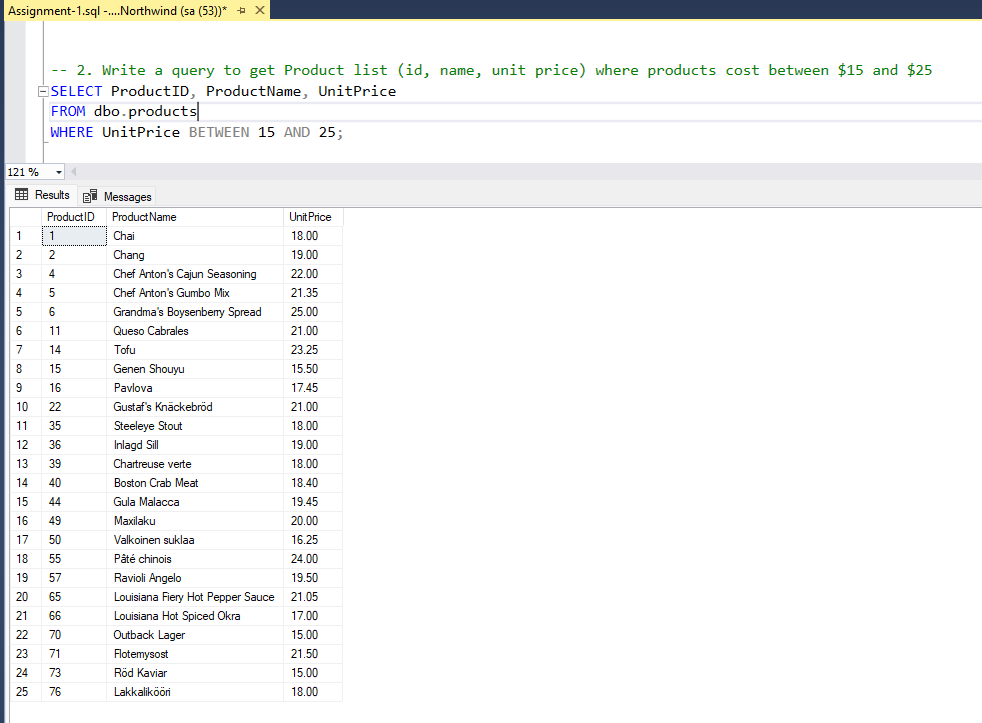 Assignment-1.sql -....Northwind (sa (53))*
-- 2. Write a query to get Product list (id, name, unit price) where products cost between $15 and $25
SELECT ProductID, ProductName, UnitPrice
FROM dbo.products
WHERE UnitPrice BETWEEN 15 AND 25;
121 %
Results Messages
ProductID ProductName UnitPrice
1 1 Chai 18.00
2 2 Chang 19.00
3 4 Chef Anton's Cajun Seasoning 22.00
4 5 Chef Anton's Gumbo Mix 21.35
5 6 Grandma's Boysenberry Spread 25.00
6 11 Queso Cabrales 21.00
7 14 Tofu 23.25
8 15 Genen Shouyu 15.50
9 16 Pavlova 17.45
10 22 Gustaf's Knäckebröd 21.00
11 35 Steeleye Stout 18.00
12 36 Inlagd Sill 19.00
13 39 Chartreuse verte 18.00
14 40 Boston Crab Meat 18.40
15 44 Gula Malacca 19.45
16 49 Maxilaku 20.00
17 50 Valkoinen suklaa 16.25
18 55 Pâté chinois 24.00
19 57 Ravioli Angelo 19.50
20 65 Louisiana Fiery Hot Pepper Sauce 21.05
21 66 Louisiana Hot Spiced Okra 17.00
22 70 Outback Lager 15.00
23 71 Flotemysost 21.50
24 73 Röd Kaviar 15.00
25 76 Lakkalikööri 18.00